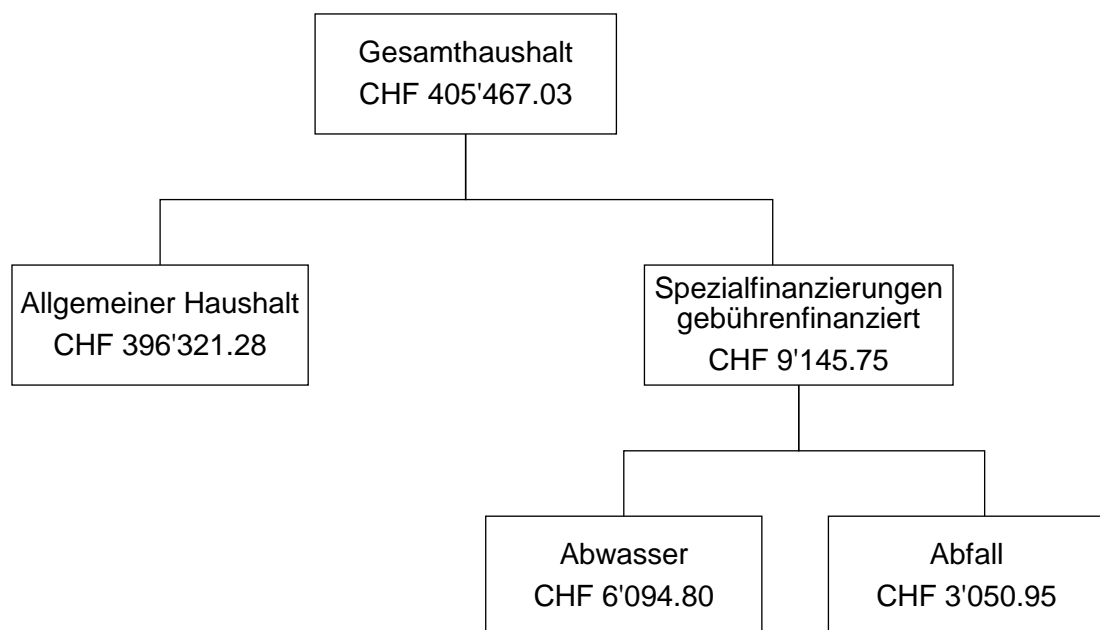 Gesamthaushalt
CHF 405'467.03
Allgemeiner Haushalt
CHF 396'321.28
Spezialfinanzierungen
gebührenfinanziert
CHF 9'145.75
Abwasser
CHF 6'094.80
Abfall
CHF 3'050.95